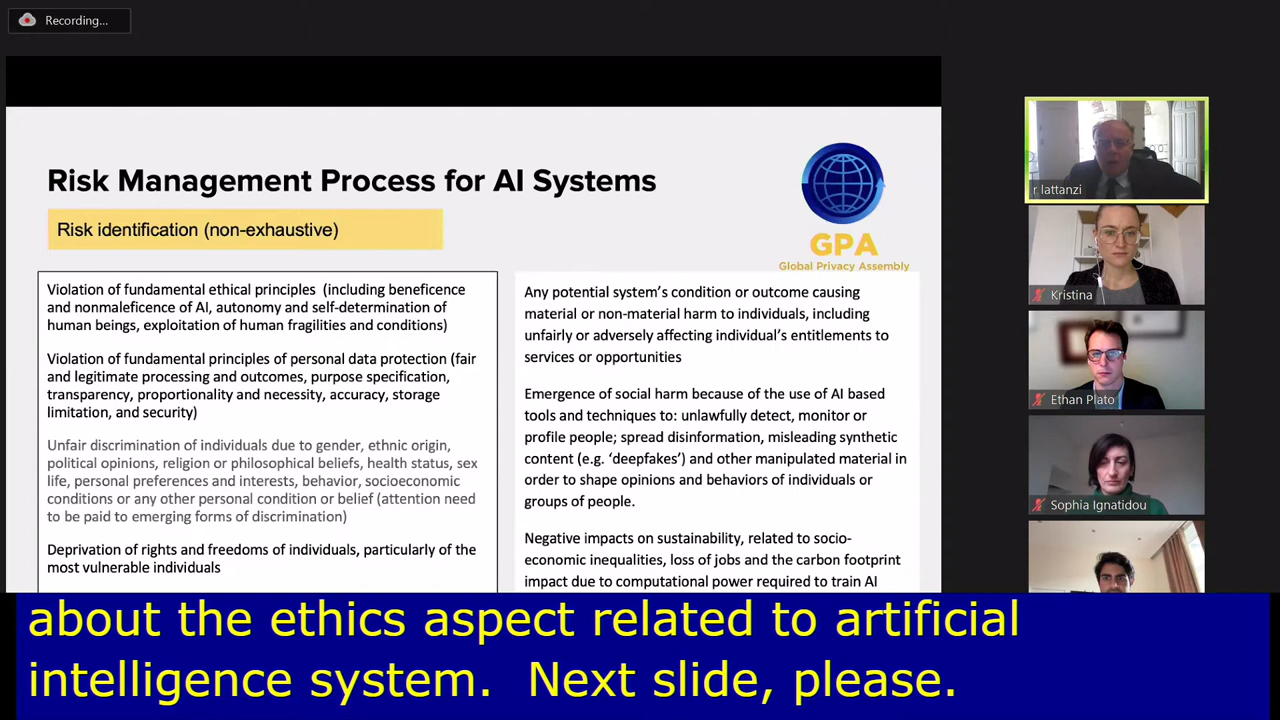 Recording...
Risk Management Process for AI Systems
Risk identification (non-exhaustive)
GPA
Global Privacy Assembly
Violation of fundamental ethical principles (including beneficence
and nonmaleficence of AI, autonomy and self-determination of
human beings, exploitation of human fragilities and conditions)
Violation of fundamental principles of personal data protection (fair
and legitimate processing and outcomes, purpose specification,
transparency, proportionality and necessity, accuracy, storage
limitation, and security)
Unfair discrimination of individuals due to gender, ethnic origin,
political opinions, religion or philosophical beliefs, health status, sex
life, personal preferences and interests, behavior, socioeconomic
conditions or any other personal condition or belief (attention need
to be paid to emerging forms of discrimination)
Deprivation of rights and freedoms of individuals, particularly of the
most vulnerable individuals
Any potential system's condition or outcome causing
material or non-material harm to individuals, including
unfairly or adversely affecting individual's entitlements to
services or opportunities
Emergence of social harm because of the use of AI based
tools and techniques to: unlawfully detect, monitor or
profile people; spread disinformation, misleading synthetic
content (e.g. 'deepfakes') and other manipulated material in
order to shape opinions and behaviors of individuals or
groups of people.
Negative impacts on sustainability, related to socio-
economic inequalities, loss of jobs and the carbon footprint
impact due to computational power required to train AI
r lattanzi
Kristina
Ethan Plato
Sophia Ignatidou
about the ethics aspect related to artificial
intelligence system.  Next slide, please.